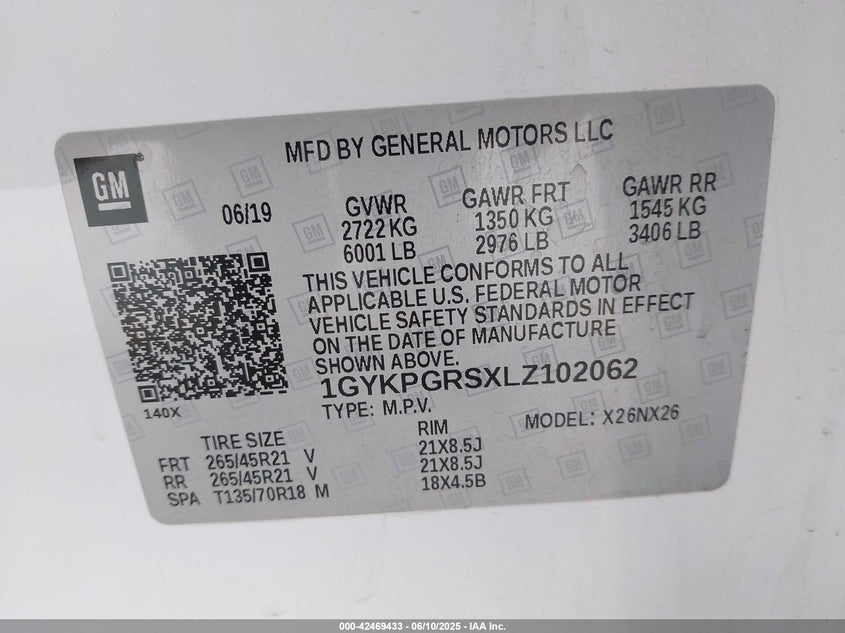 MFD BY GENERAL MOTORS LLC
GM
06/19
GVWR
2722 KG
6001 LB
GAWR FRT
1350 KG
2976 LB
GAWR RR
1545 KG
3406 LB
THIS VEHICLE CONFORMS TO ALL
APPLICABLE U.S. FEDERAL MOTOR
VEHICLE SAFETY STANDARDS IN EFFECT
ON THE DATE OF MANUFACTURE
SHOWN ABOVE.
1GYKPGRSXLZ102062
140X
TYPE: M.P.V.
MODEL: X26NX26
TIRE SIZE RIM
FRT 265/45R21 V 21X8.5J
RR 265/45R21 V 21X8.5J
SPA T135/70R18 M 18X4.5B
000-42469433 - 06/10/2025 - IAA Inc.